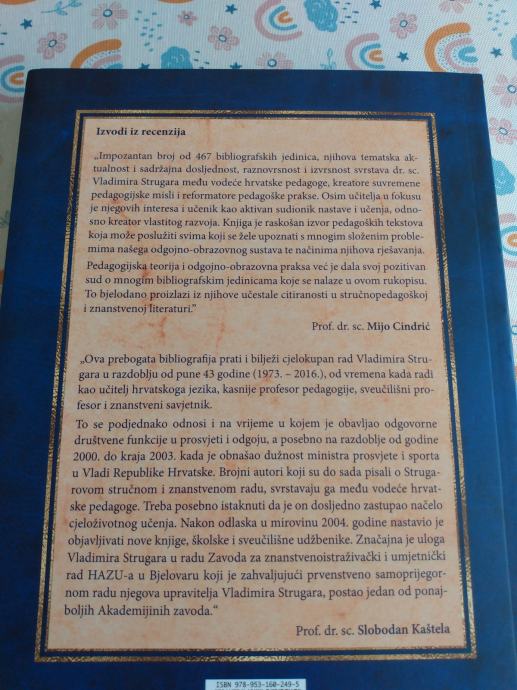 Izvodi iz recenzija
„Impozantan broj od 467 bibliografskih jedinica, njihova tematska ak-
tualnost i sadržajna dosljednost, raznovrsnost i izvrsnost svrstava dr. sc.
Vladimira Strugara među vodeće hrvatske pedagoge, kreatore suvremene
pedagogijske misli i reformatore pedagoške prakse. Osim učitelja u fokusu
je njegovih interesa i učenik kao aktivan sudionik nastave i učenja, odno-
sno kreator vlastitog razvoja. Knjiga je raskošan izvor pedagoških tekstova
koja može poslužiti svima koji se žele upoznati s mnogim složenim proble-
mima našega odgojno-obrazovnog sustava te načinima njihova rješavanja.
Pedagogijska teorija i odgojno-obrazovna praksa već je dala svoj pozitivan
sud o mnogim bibliografskim jedinicama koje se nalaze u ovom rukopisu.
To bjelodano proizlazi iz njihove učestale citiranosti u stručnopedagoškoj
i znanstvenoj literaturi.”
Prof. dr. sc. Mijo Cindrić
„Ova prebogata bibliografija prati i bilježi cjelokupan rad Vladimira Stru-
gara u razdoblju od pune 43 godine (1973. – 2016.), od vremena kada radi
kao učitelj hrvatskoga jezika, kasnije profesor pedagogije, sveučilišni pro-
fesor i znanstveni savjetnik.
To se podjednako odnosi i na vrijeme u kojem je obavljao odgovorne
društvene funkcije u prosvjeti i odgoju, a posebno na razdoblje od godine
2000. do kraja 2003. kada je obnašao dužnost ministra prosvjete i sporta
u Vladi Republike Hrvatske. Brojni autori koji su do sada pisali o Struga-
rovom stručnom i znanstvenom radu, svrstavaju ga među vodeće hrvat-
ske pedagoge. Treba posebno istaknuti da je on dosljedno zastupao načelo
cjeloživotnog učenja. Nakon odlaska u mirovinu 2004. godine nastavio je
objavljivati nove knjige, školske i sveučilišne udžbenike. Značajna je uloga
Vladimira Strugara u radu Zavoda za znanstvenoistraživački i umjetnički
rad HAZU-a u Bjelovaru koji je zahvaljujući prvenstveno samoprijegor-
nom radu njegova upravitelja Vladimira Strugara, postao jedan od ponaj-
boljih Akademijinih zavoda.“
Prof. dr. sc. Slobodan Kaštela
ISBN 978-953-160-249-5